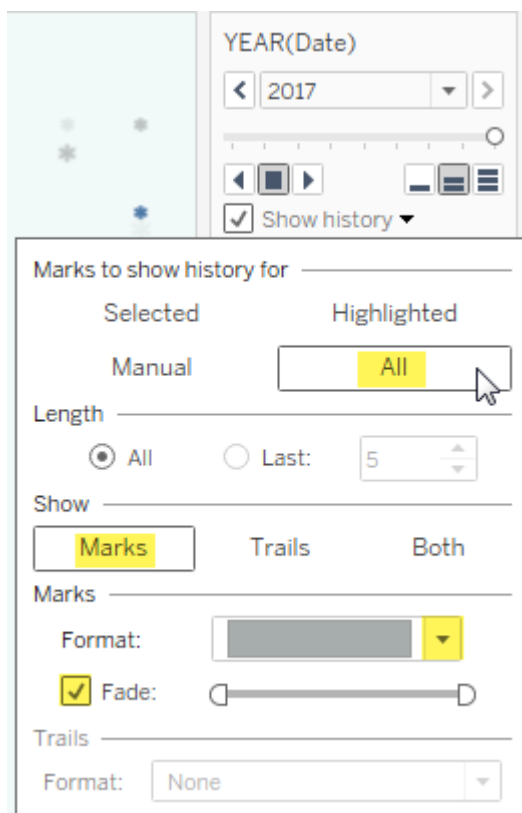 YEAR(Date)
2017
Show history
Marks to show history for
Selected Highlighted
Manual All
Length
All Last: 5
Show
Marks Trails Both
Marks
Format:
Fade:
Trails
Format: None